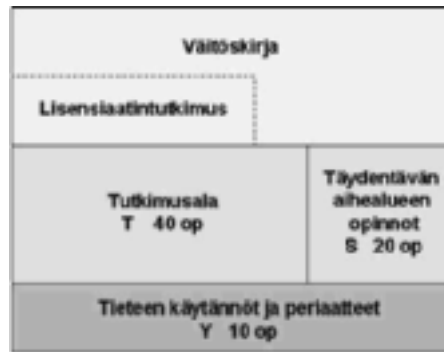 Väitöskirja
Lisensiaatintutkimus
Tutkimusala
T 40 op
Täydentävän
aihealueen
opinnot
S 20 op
Tieteen käytännöt ja periaatteet
Y 10 op